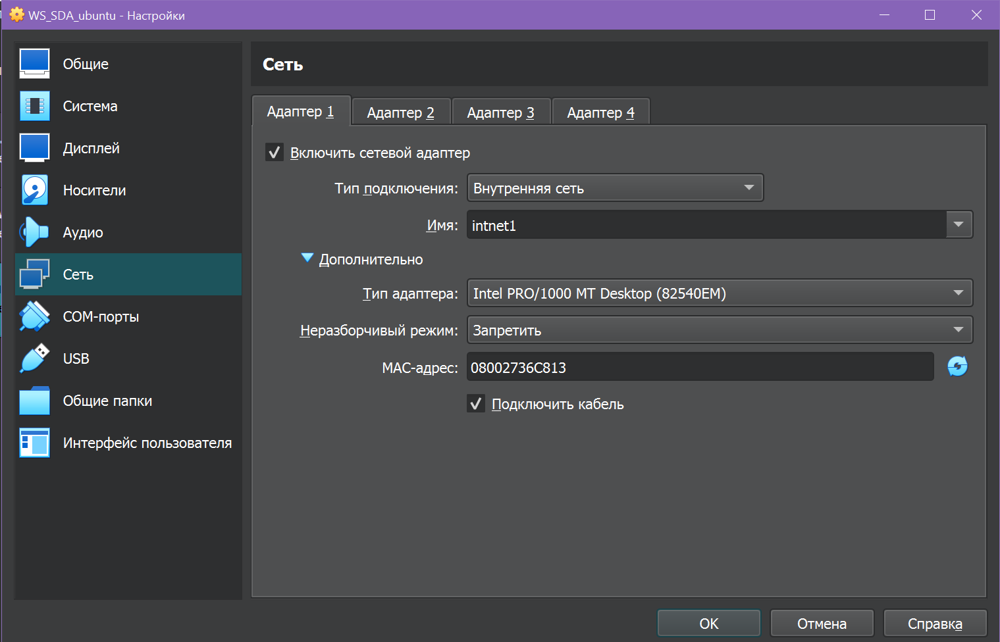 WS_SDA_ubuntu - Настройки
Общие
Система
Дисплей
Носители
Аудио
Сеть
COM-порты
USB
Общие папки
Интерфейс пользователя
Сеть
Адаптер 1
Адаптер 2
Адаптер 3
Адаптер 4
Включить сетевой адаптер
Тип подключения: Внутренняя сеть
Имя: intnet1
Дополнительно
Тип адаптера: Intel PRO/1000 MT Desktop (82540EM)
Неразборчивый режим: Запретить
MAC-адрес: 08002736C813
Подключить кабель
OK
Отмена
Справка